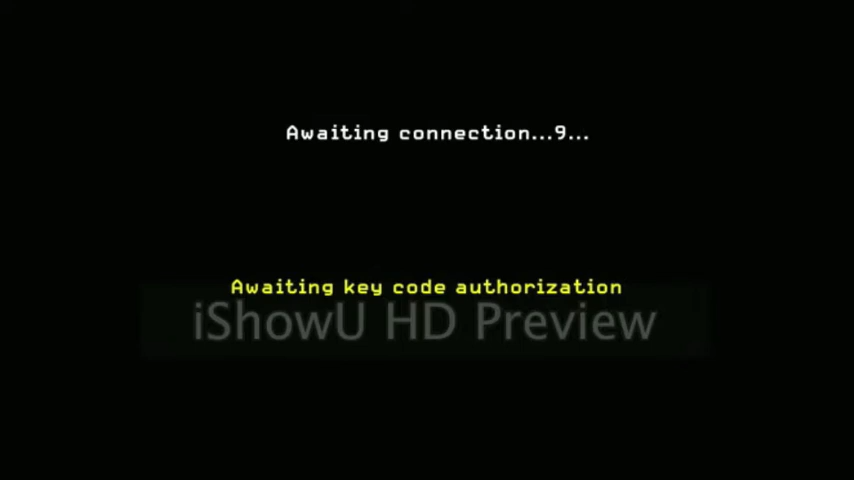 Awaiting connection...9...
Awaiting key code authorization
iShowU HD Preview